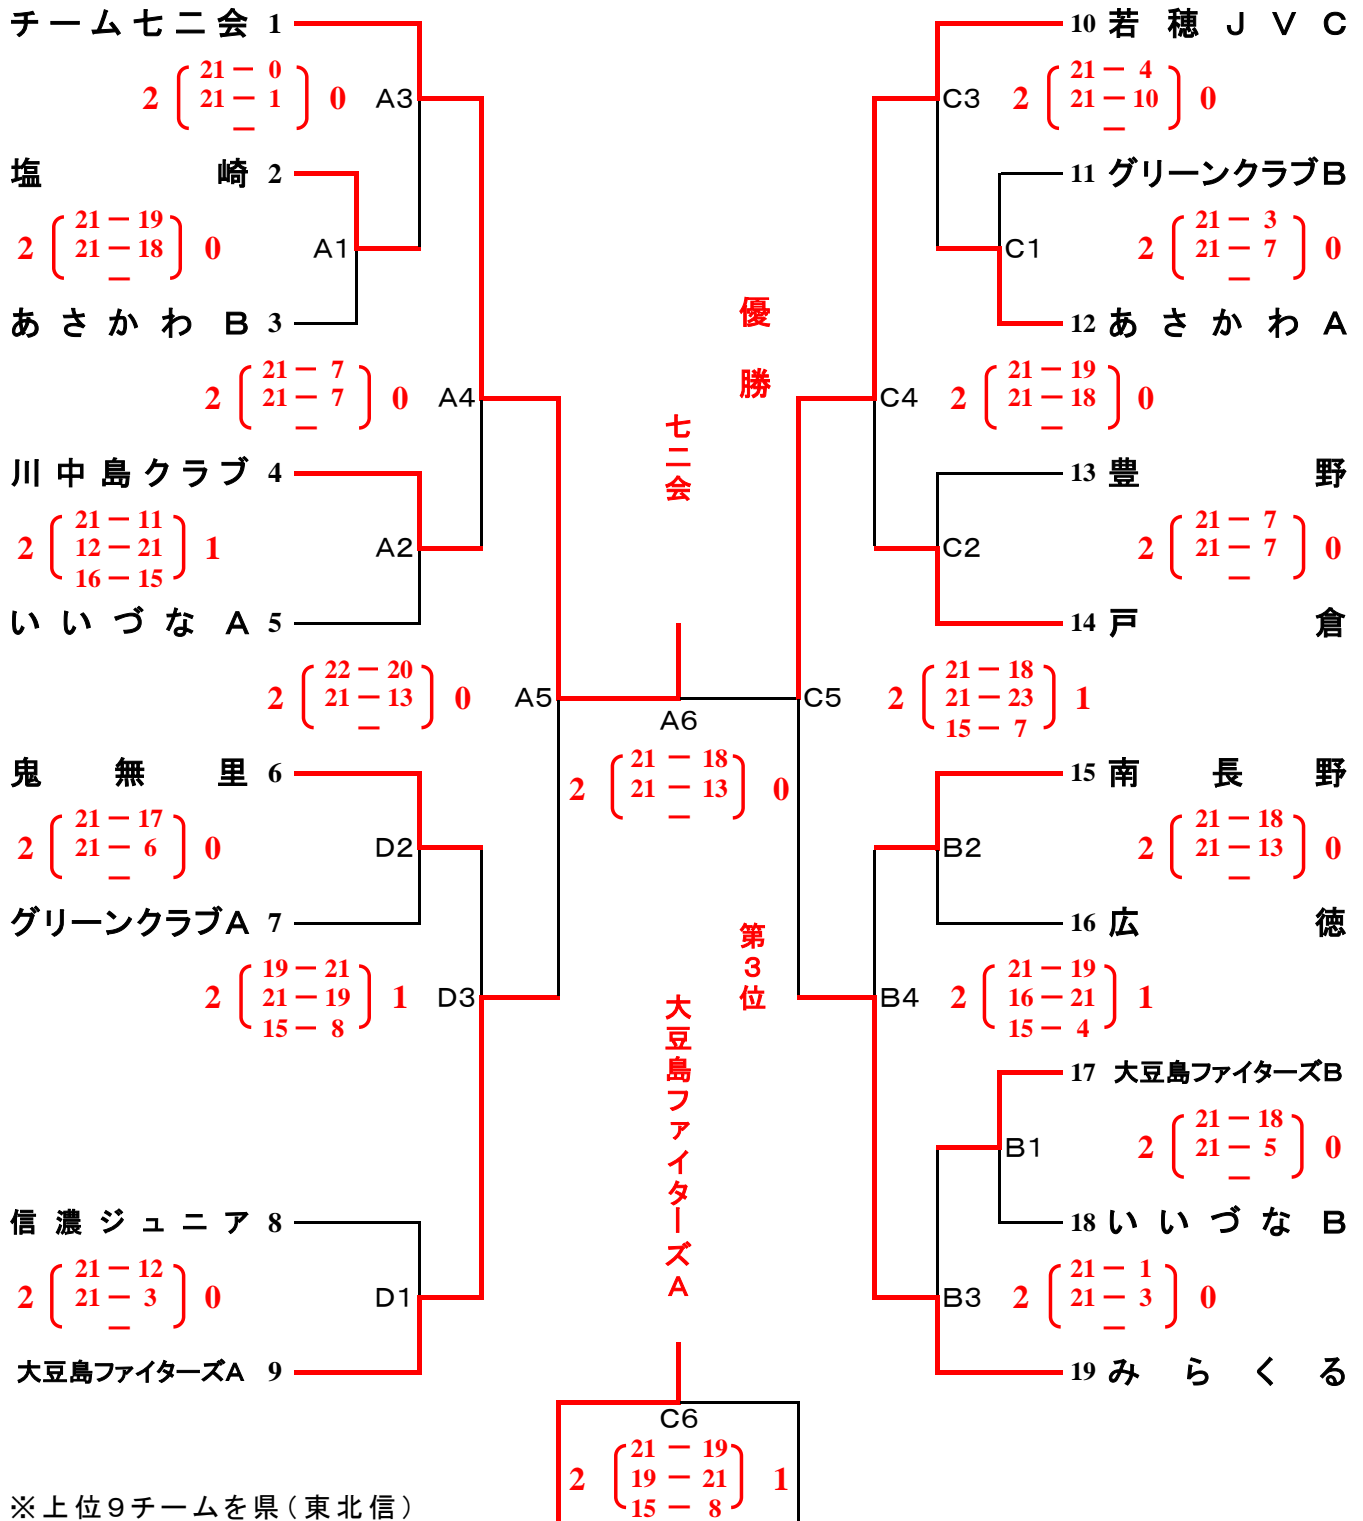 チーム七二会 1
21 － 0
2 21 － 1 0
－
A3
塩崎 2
21 － 19
2 21 － 18 0
－
A1
あさかわB 3
21 － 7
2 21 － 7 0
－
A4
川中島クラブ 4
21 － 11
2 12 － 21 1
16 － 15
A2
いいづなA 5
22 － 20
2 21 － 13 0
－
A5
鬼無里 6
21 － 17
2 21 － 6 0
－
D2
グリーンクラブA 7
19 － 21
2 21 － 19 1
15 － 8
D3
信濃ジュニア 8
21 － 12
2 21 － 3 0
－
D1
大豆島ファイターズA 9
※上位9チームを県（東北信）
優勝
七二会
A6
21 － 18
2 21 － 13 0
－
第3位
大豆島ファイターズA
C6
21 － 19
2 19 － 21 1
15 － 8
10 若穂JVC
21 － 4
C3 2 21 － 10 0
－
11 グリーンクラブB
21 － 3
C1 2 21 － 7 0
－
12 あさかわA
21 － 19
C4 2 21 － 18 0
－
13 豊野
21 － 7
C2 2 21 － 7 0
－
14 戸倉
21 － 18
C5 2 21 － 23 1
15 － 7
15 南長野
21 － 18
B2 2 21 － 13 0
－
16 広徳
21 － 19
B4 2 16 － 21 1
15 － 4
17 大豆島ファイターズB
21 － 18
B1 2 21 － 5 0
－
18 いいづなB
21 － 1
B3 2 21 － 3 0
－
19 みらくる